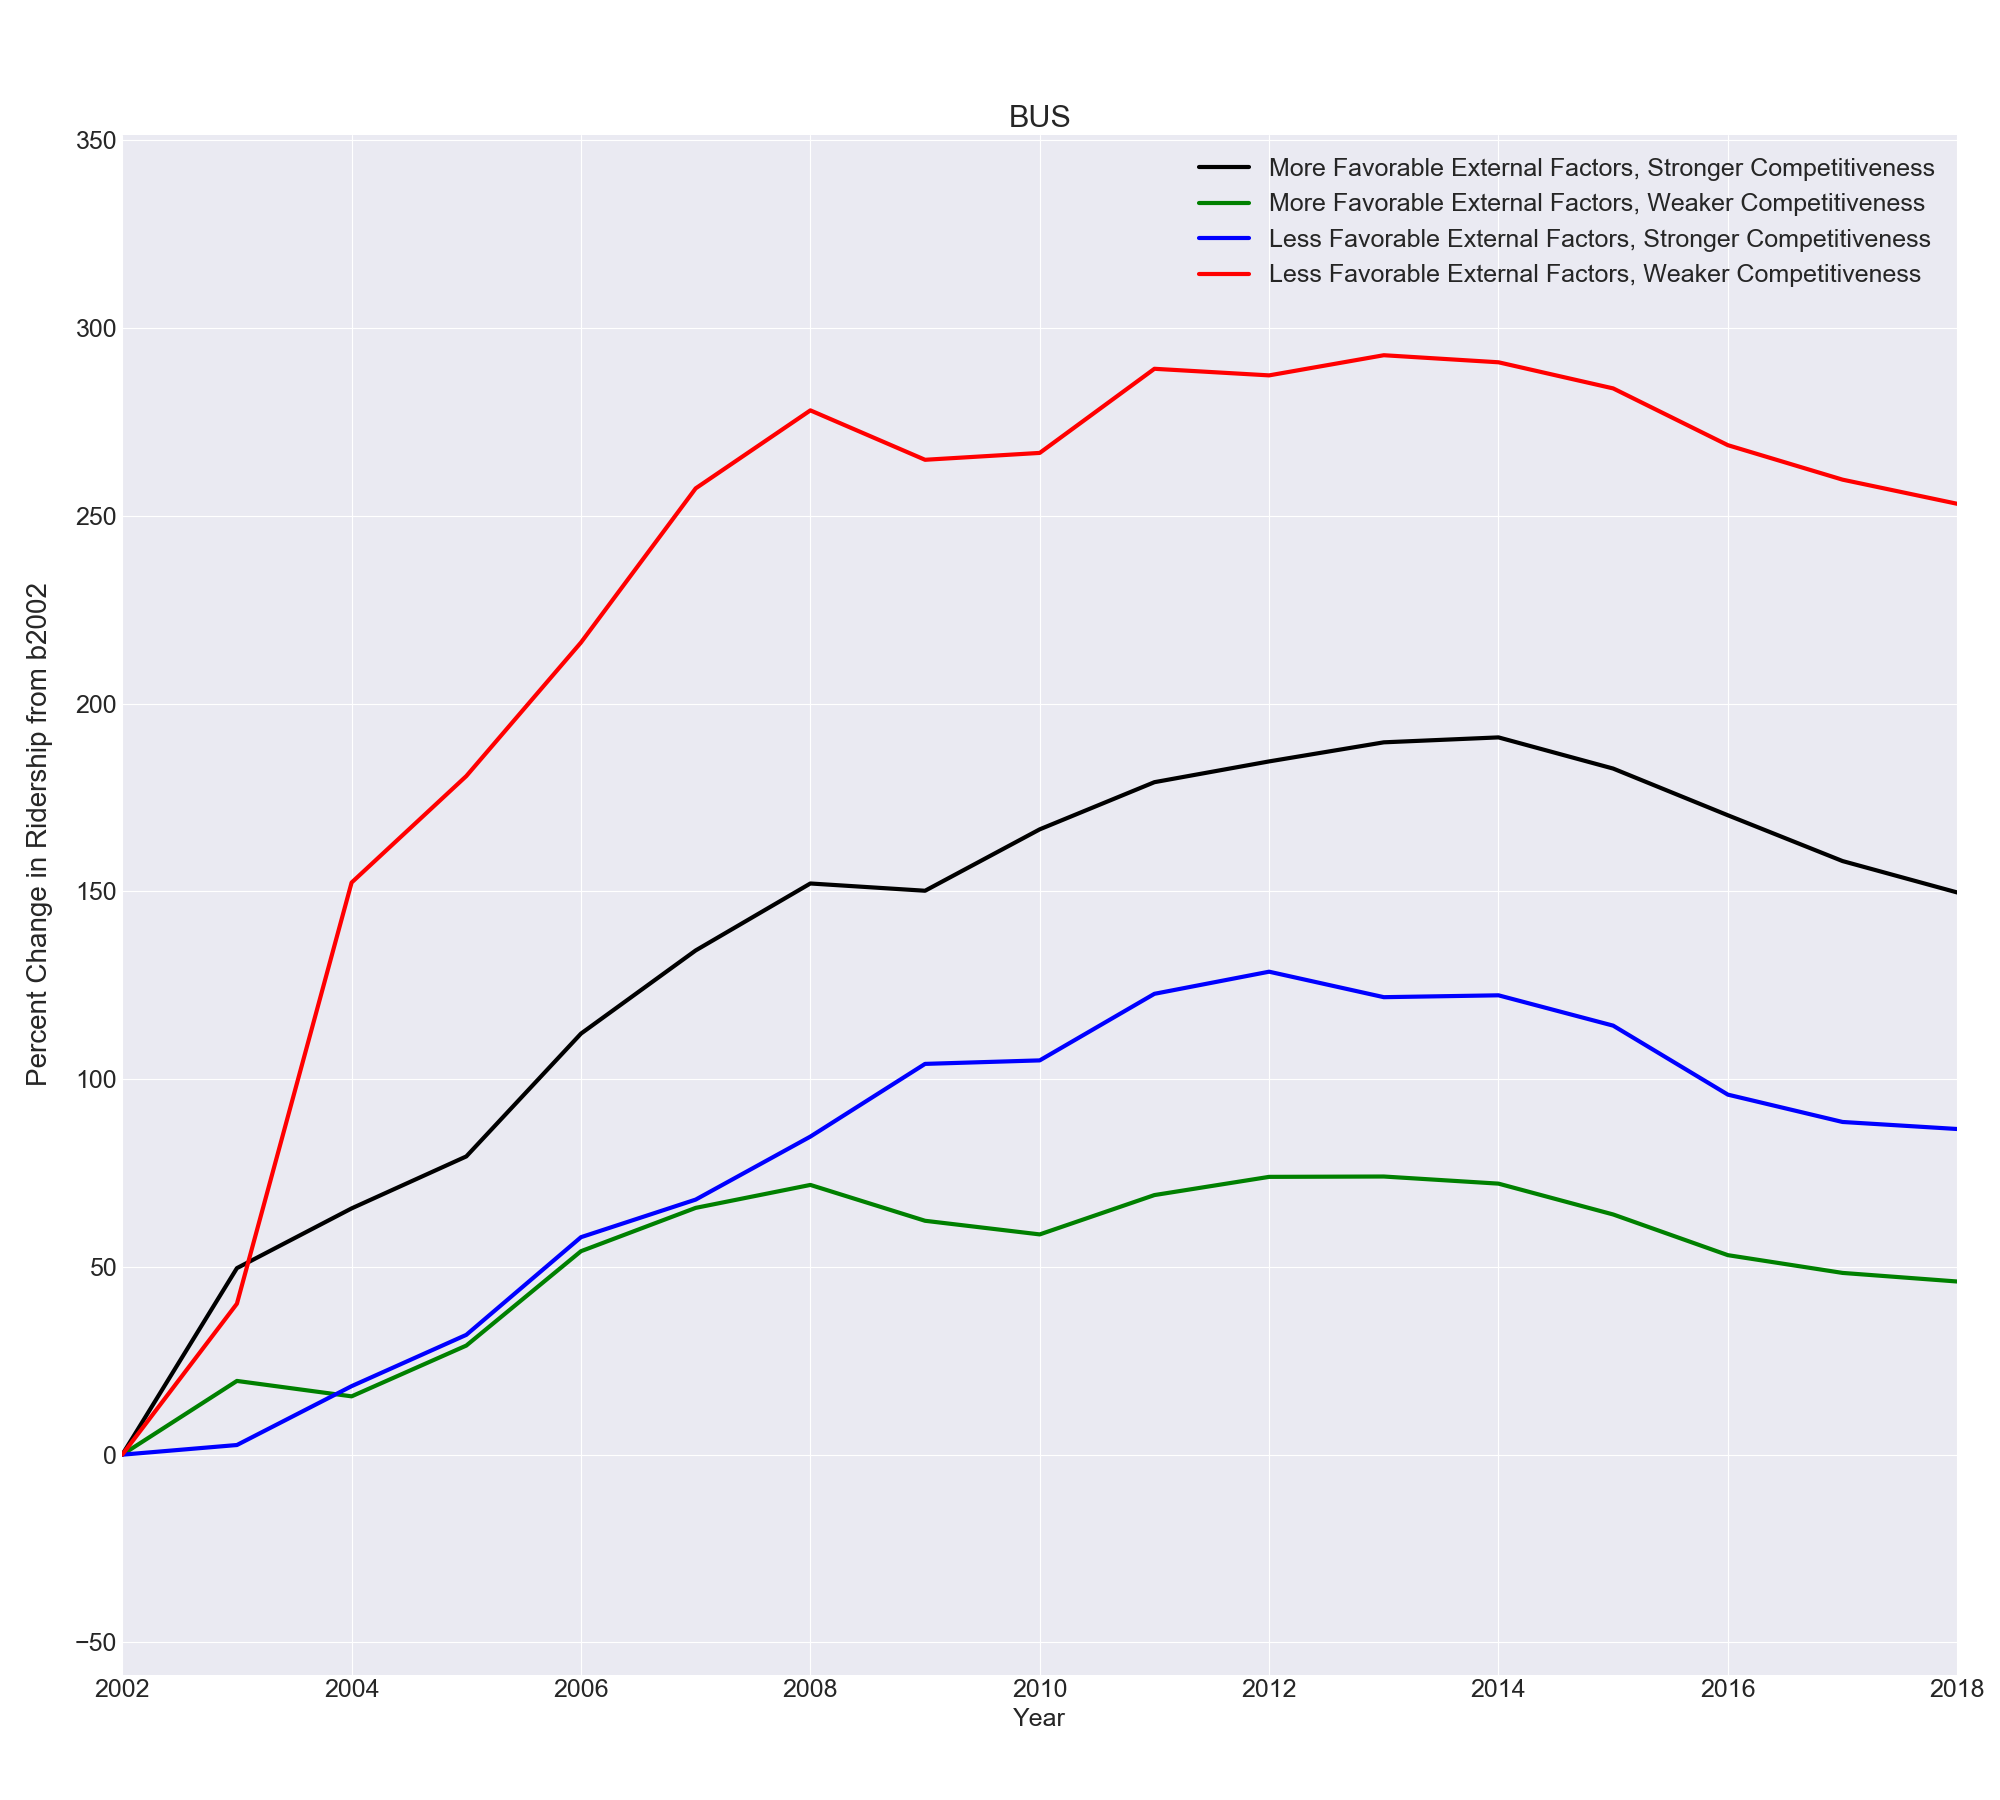 BUS
350
300
250
200
150
100
50
0
−50
Percent Change in Ridership from b2002
More Favorable External Factors, Stronger Competitiveness
More Favorable External Factors, Weaker Competitiveness
Less Favorable External Factors, Stronger Competitiveness
Less Favorable External Factors, Weaker Competitiveness
2002 2004 2006 2008 2010 2012 2014 2016 2018
Year